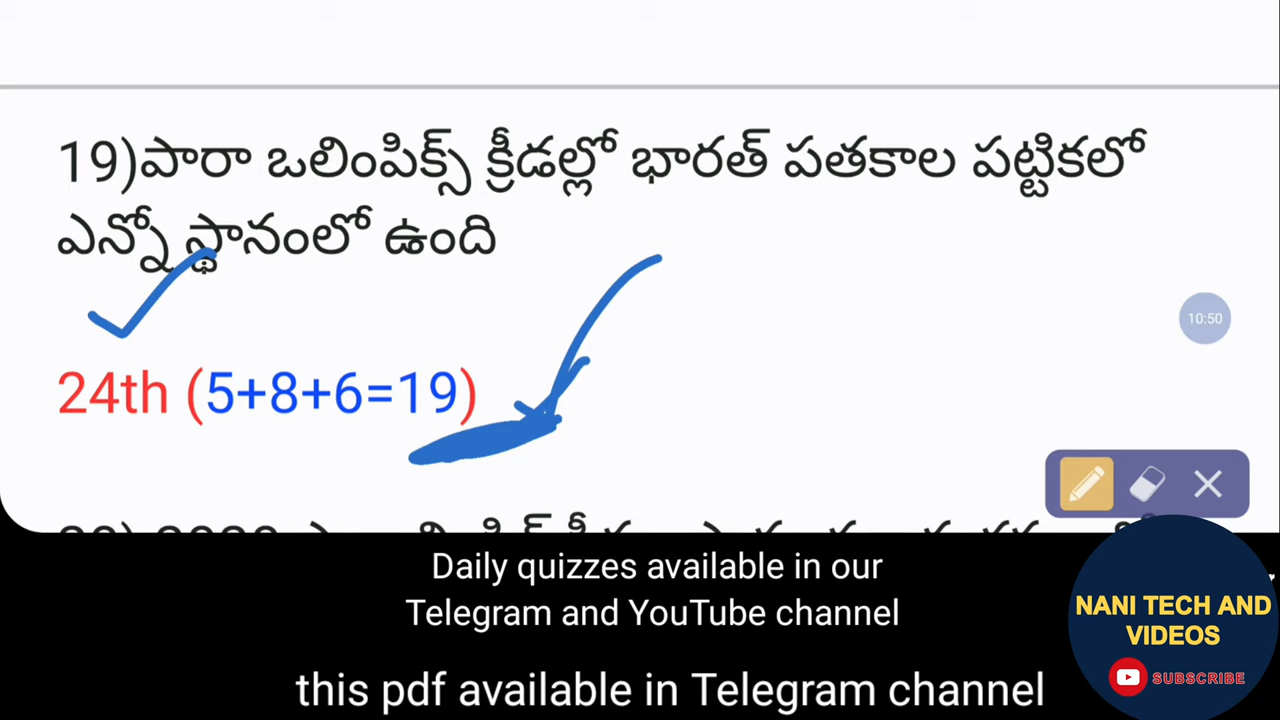 19)పారా ఒలింపిక్స్ క్రీడల్లో భారత్ పతకాల పట్టికలో
ఎన్నో స్థానంలో ఉంది
10:50
24th (5+8+6=19)
Daily quizzes available in our
Telegram and YouTube channel
NANI TECH AND
VIDEOS
SUBSCRIBE
this pdf available in Telegram channel